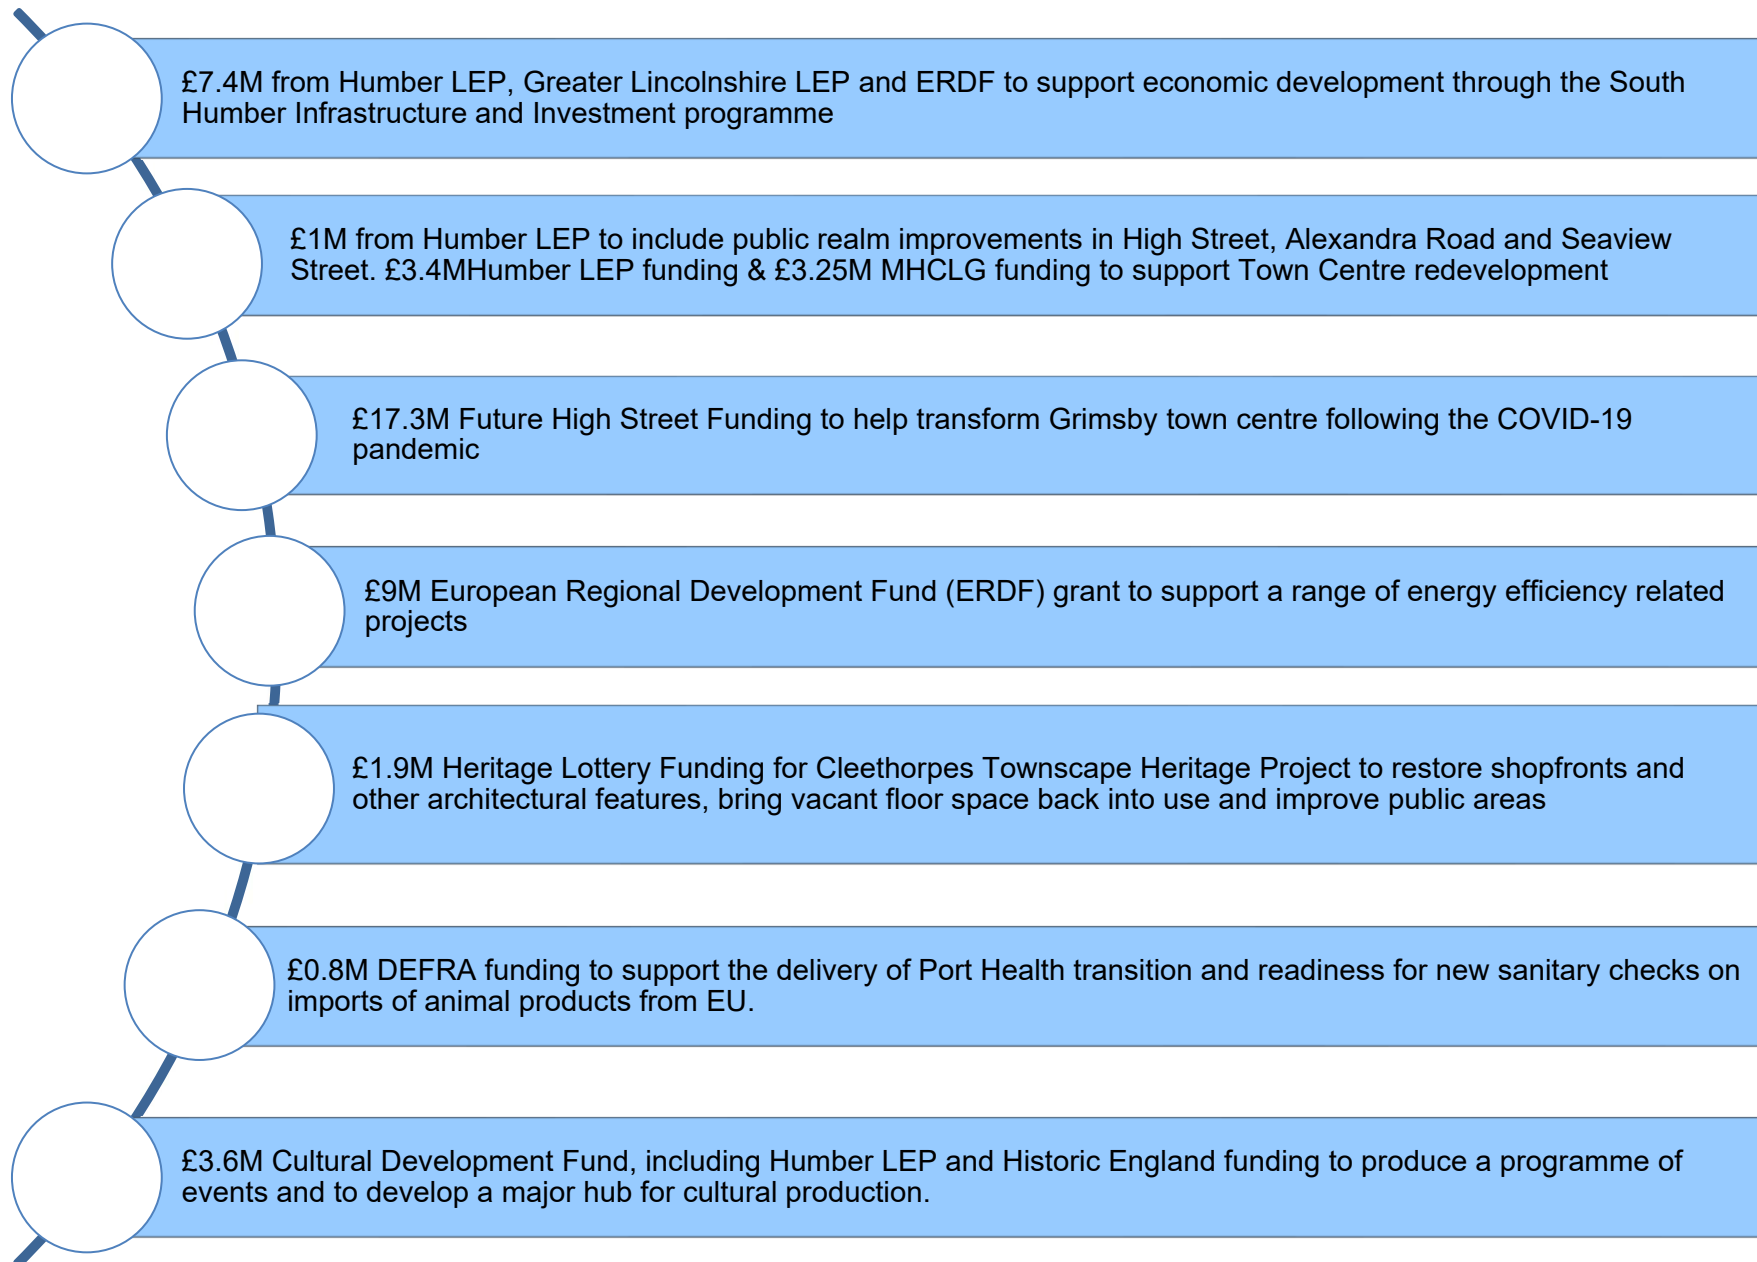 £7.4M from Humber LEP, Greater Lincolnshire LEP and ERDF to support economic development through the South
Humber Infrastructure and Investment programme
£1M from Humber LEP to include public realm improvements in High Street, Alexandra Road and Seaview
Street. £3.4MHumber LEP funding & £3.25M MHCLG funding to support Town Centre redevelopment
£17.3M Future High Street Funding to help transform Grimsby town centre following the COVID-19
pandemic
£9M European Regional Development Fund (ERDF) grant to support a range of energy efficiency related
projects
£1.9M Heritage Lottery Funding for Cleethorpes Townscape Heritage Project to restore shopfronts and
other architectural features, bring vacant floor space back into use and improve public areas
£0.8M DEFRA funding to support the delivery of Port Health transition and readiness for new sanitary checks on
imports of animal products from EU.
£3.6M Cultural Development Fund, including Humber LEP and Historic England funding to produce a programme of
events and to develop a major hub for cultural production.